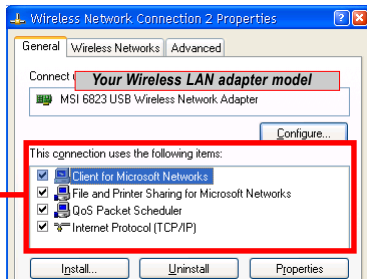 Wireless Network Connection 2 Properties
General Wireless Networks Advanced
Connect
Your Wireless LAN adapter model
MSI 6823 USB Wireless Network Adapter
Configure...
This connection uses the following items:
Client for Microsoft Networks
File and Printer Sharing for Microsoft Networks
QoS Packet Scheduler
Internet Protocol (TCP/IP)
Install... Uninstall Properties